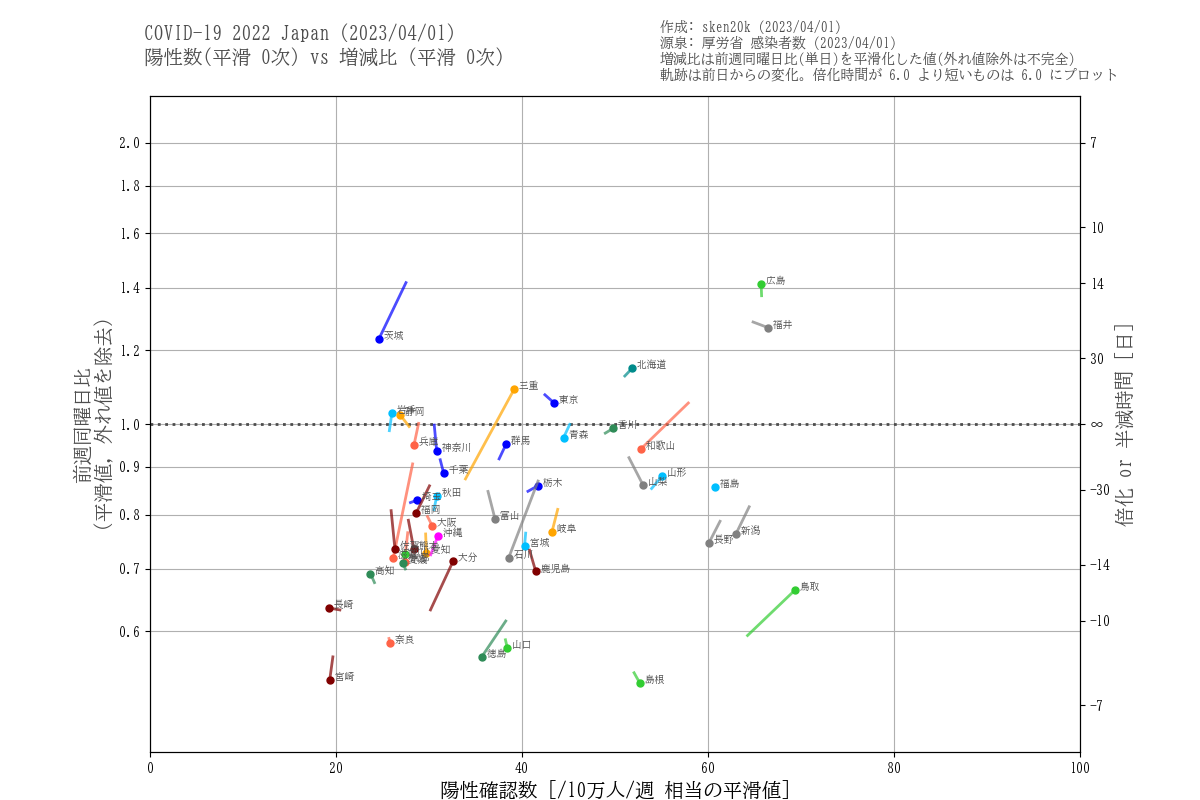 COVID-19 2022 Japan (2023/04/01)
陽性数(平滑 0次) vs 増減比 (平滑 0次)
作成: sken20k (2023/04/01)
源泉: 厚労省 感染者数 (2023/04/01)
増減比は前週同曜日比(単日)を平滑化した値(外れ値除外は不完全)
軌跡は前日からの変化。倍化時間が 6.0 より短いものは 6.0 にプロット
前週同曜日比
(平滑値, 外れ値を除去)
2.0
1.8
1.6
1.4
1.2
1.0
0.9
0.8
0.7
0.6
7
10
14
30
∞
-30
-14
-10
-7
倍化 or 半減時間 [日]
広島
福井
茨城
北海道
三重
東京
岩手
静岡
香川
青森
兵庫
群馬
神奈川
和歌山
千葉
山形
山梨
栃木
福島
秋田
埼玉
福岡
富山
大阪
岐阜
新潟
沖縄
長野
宮城
愛知
石川
大分
鹿児島
高知
鳥取
長崎
奈良
山口
徳島
宮崎
島根
0
20
40
60
80
100
陽性確認数 [/10万人/週 相当の平滑値]